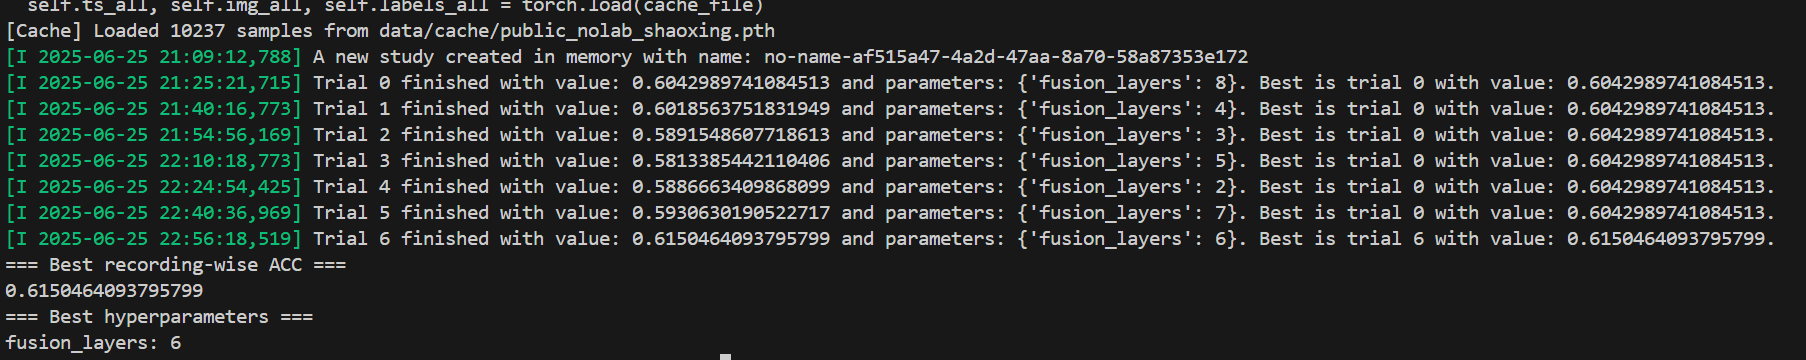 self.ts_all, self.img_all, self.labels_all = torch.load(cache_file)
[Cache] Loaded 10237 samples from data/cache/public_nolab_shaoxing.pth
[I 2025-06-25 21:09:12,788] A new study created in memory with name: no-name-af515a47-4a2d-47aa-8a70-58a87353e172
[I 2025-06-25 21:25:21,715] Trial 0 finished with value: 0.6042989741084513 and parameters: {'fusion_layers': 8}. Best is trial 0 with value: 0.6042989741084513.
[I 2025-06-25 21:40:16,773] Trial 1 finished with value: 0.6018563751831949 and parameters: {'fusion_layers': 4}. Best is trial 0 with value: 0.6042989741084513.
[I 2025-06-25 21:54:56,169] Trial 2 finished with value: 0.5891548607718613 and parameters: {'fusion_layers': 3}. Best is trial 0 with value: 0.6042989741084513.
[I 2025-06-25 22:10:18,773] Trial 3 finished with value: 0.5813385442110406 and parameters: {'fusion_layers': 5}. Best is trial 0 with value: 0.6042989741084513.
[I 2025-06-25 22:24:54,425] Trial 4 finished with value: 0.5886663409868099 and parameters: {'fusion_layers': 2}. Best is trial 0 with value: 0.6042989741084513.
[I 2025-06-25 22:40:36,969] Trial 5 finished with value: 0.5930630190522717 and parameters: {'fusion_layers': 7}. Best is trial 0 with value: 0.6042989741084513.
[I 2025-06-25 22:56:18,519] Trial 6 finished with value: 0.6150464093795799 and parameters: {'fusion_layers': 6}. Best is trial 6 with value: 0.6150464093795799.
=== Best recording-wise ACC ===
0.6150464093795799
=== Best hyperparameters ===
fusion_layers: 6